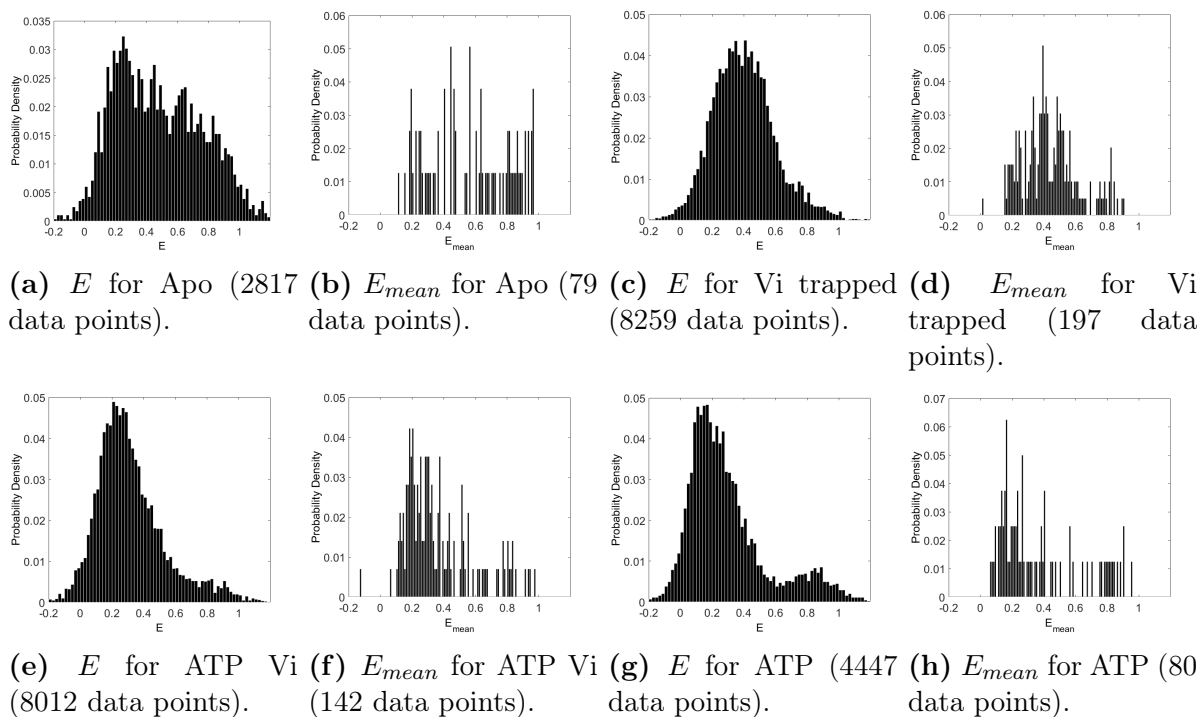 0.035
0.03
0.025
0.02
0.015
0.01
0.005
0
-0.2 0 0.2 0.4 0.6 0.8 1
E
Probability Density
0.06
0.05
0.04
0.03
0.02
0.01
0
-0.2 0 0.2 0.4 0.6 0.8 1
E_mean
Probability Density
0.05
0.04
0.03
0.02
0.01
0
-0.2 0 0.2 0.4 0.6 0.8 1
E
Probability Density
0.06
0.05
0.04
0.03
0.02
0.01
0
-0.2 0 0.2 0.4 0.6 0.8 1
E_mean
Probability Density
(a) E for Apo (2817
data points).
(b) E_mean for Apo (79
data points).
(c) E for Vi trapped
(8259 data points).
(d) E_mean for Vi
trapped (197 data
points).
0.05
0.04
0.03
0.02
0.01
0
-0.2 0 0.2 0.4 0.6 0.8 1
E
Probability Density
0.05
0.04
0.03
0.02
0.01
0
-0.2 0 0.2 0.4 0.6 0.8 1
E_mean
Probability Density
0.05
0.04
0.03
0.02
0.01
0
-0.2 0 0.2 0.4 0.6 0.8 1
E
Probability Density
0.07
0.06
0.05
0.04
0.03
0.02
0.01
0
-0.2 0 0.2 0.4 0.6 0.8 1
E_mean
Probability Density
(e) E for ATP Vi
(8012 data points).
(f) E_mean for ATP Vi
(142 data points).
(g) E for ATP (4447
data points).
(h) E_mean for ATP (80
data points).